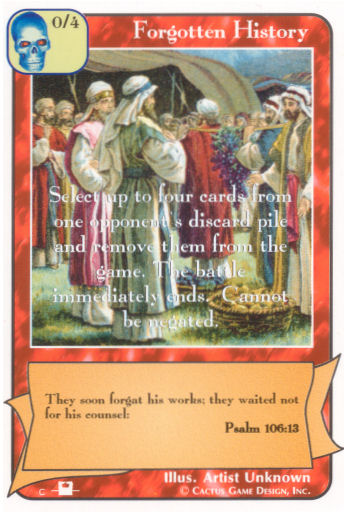 0/4
Forgotten History
Select up to four cards from
one opponent's discard pile
and remove them from the
game. The battle
immediately ends. Cannot
be negated.
They soon forgat his works; they waited not
for his counsel:
Psalm 106:13
Illus. Artist Unknown
C
© Cactus Game Design, Inc.